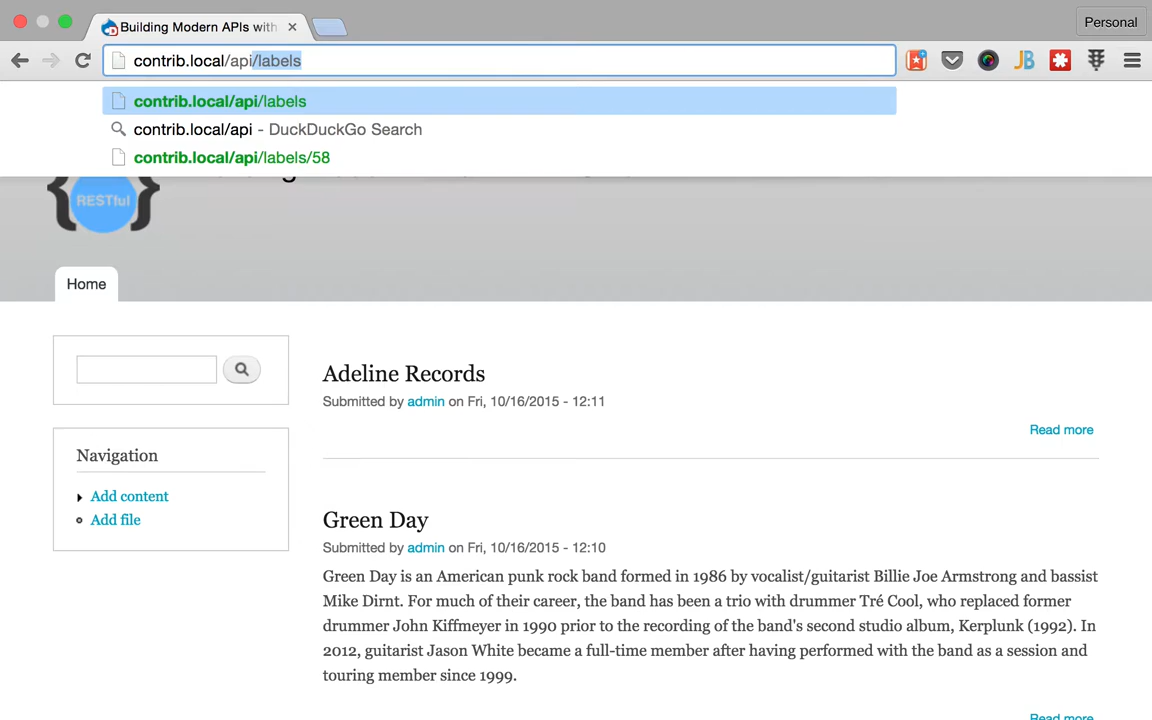 Building Modern APIs with
Personal
contrib.local/api/labels
JB
contrib.local/api/labels
contrib.local/api - DuckDuckGo Search
contrib.local/api/labels/58
RESTful
Home
Adeline Records
Submitted by admin on Fri, 10/16/2015 - 12:11
Read more
Navigation
Add content
Add file
Green Day
Submitted by admin on Fri, 10/16/2015 - 12:10
Green Day is an American punk rock band formed in 1986 by vocalist/guitarist Billie Joe Armstrong and bassist
Mike Dirnt. For much of their career, the band has been a trio with drummer Tré Cool, who replaced former
drummer John Kiffmeyer in 1990 prior to the recording of the band's second studio album, Kerplunk (1992). In
2012, guitarist Jason White became a full-time member after having performed with the band as a session and
touring member since 1999.
Read more